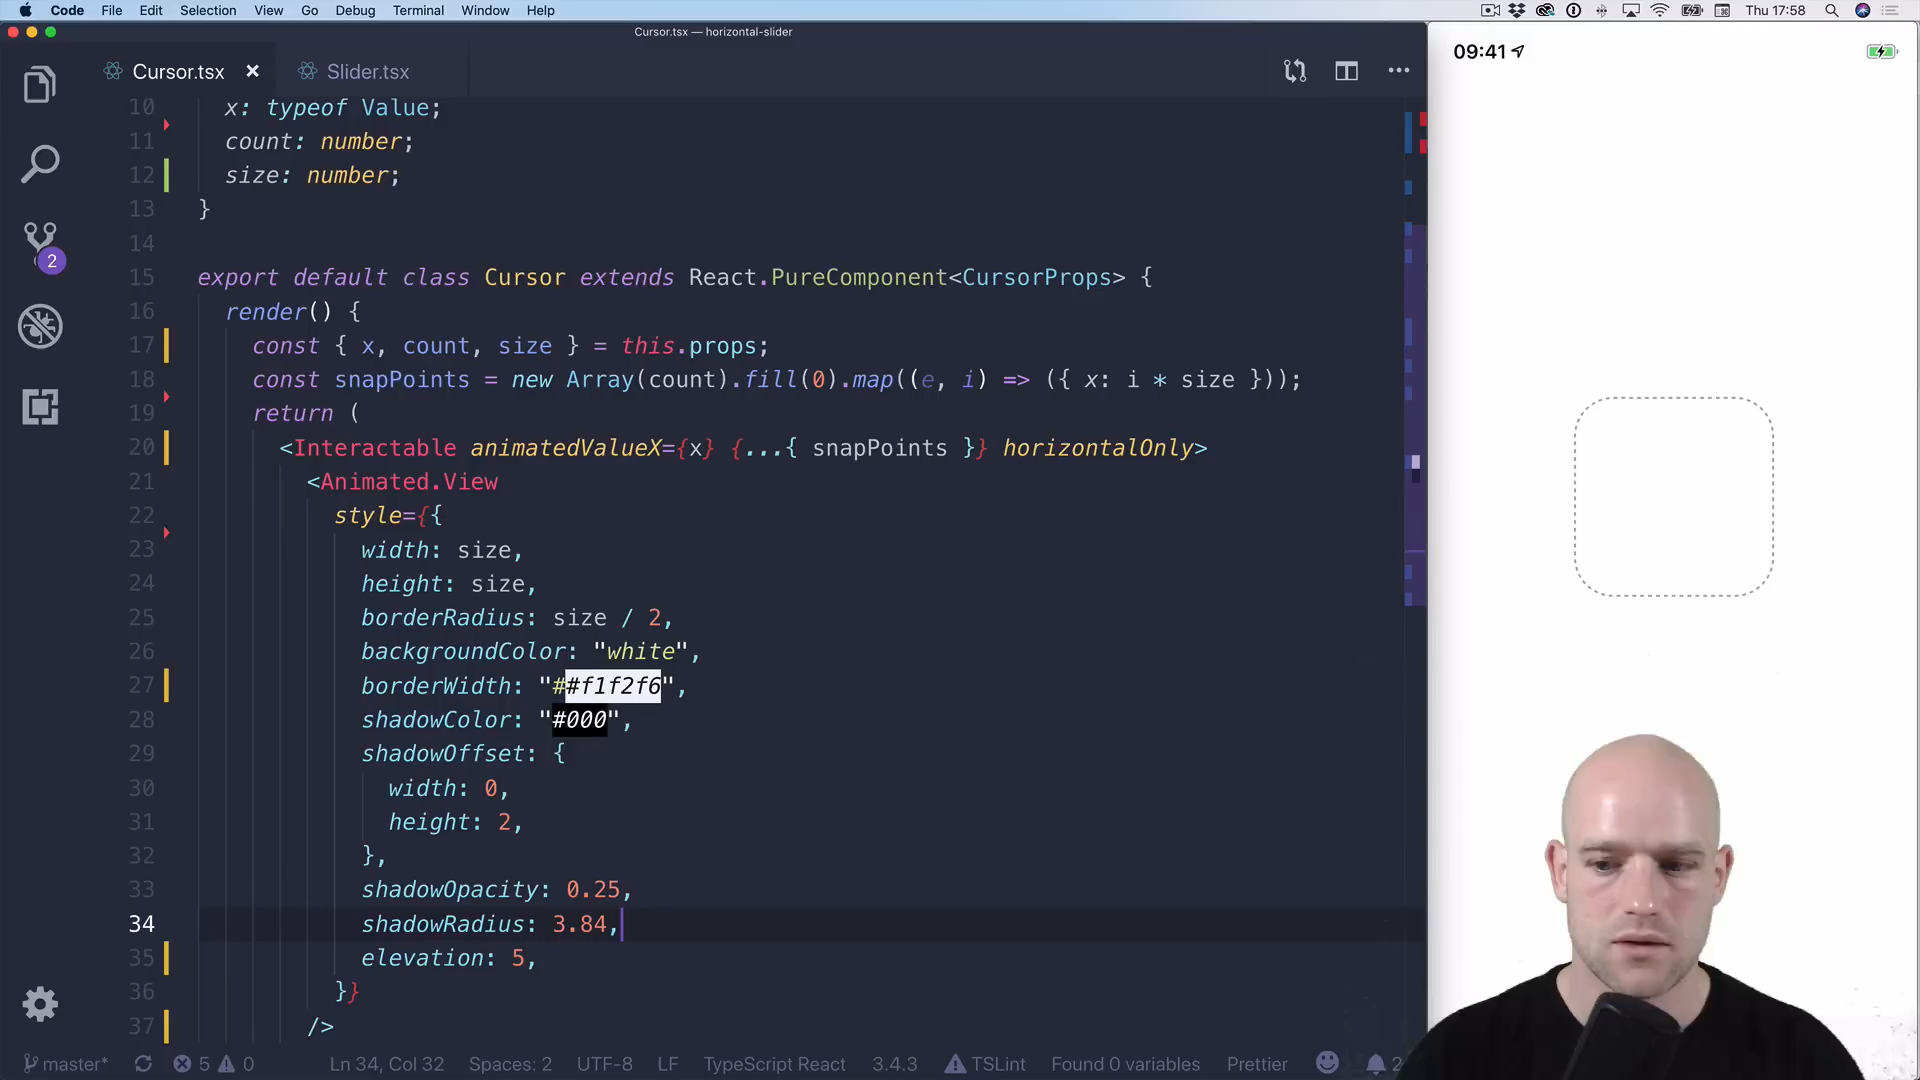 Code File Edit Selection View Go Debug Terminal Window Help Thu 17:58
Cursor.tsx — horizontal-slider
09:41
Cursor.tsx Slider.tsx
10 x: typeof Value;
11 count: number;
12 size: number;
13 }
14
15 export default class Cursor extends React.PureComponent<CursorProps> {
16 render() {
17 const { x, count, size } = this.props;
18 const snapPoints = new Array(count).fill(0).map((e, i) => ({ x: i * size }));
19 return (
20 <Interactable animatedValueX={x} {...{ snapPoints }} horizontalOnly>
21 <Animated.View
22 style={{
23 width: size,
24 height: size,
25 borderRadius: size / 2,
26 backgroundColor: "white",
27 borderWidth: "##f1f2f6",
28 shadowColor: "#000",
29 shadowOffset: {
30 width: 0,
31 height: 2,
32 },
33 shadowOpacity: 0.25,
34 shadowRadius: 3.84,
35 elevation: 5,
36 }}
37 />
2
master* 5 0 Ln 34, Col 32 Spaces: 2 UTF-8 LF TypeScript React 3.4.3 TSLint Found 0 variables Prettier 2